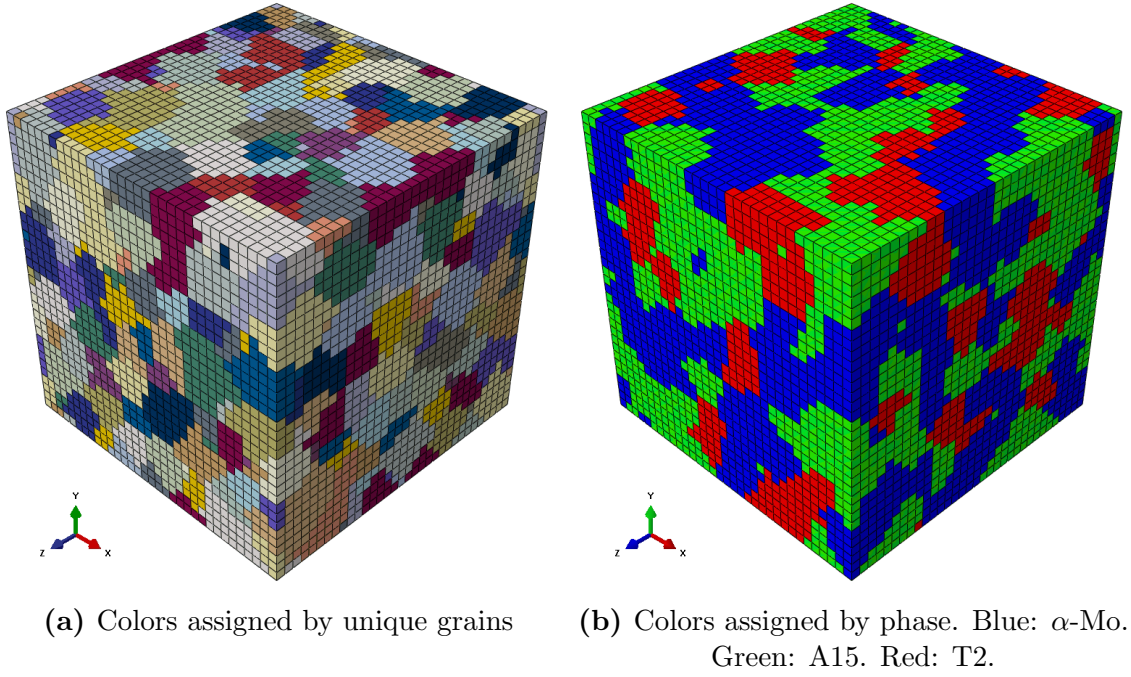 Y
Z
X
Y
Z
X
(a) Colors assigned by unique grains
(b) Colors assigned by phase. Blue: α-Mo.
Green: A15. Red: T2.